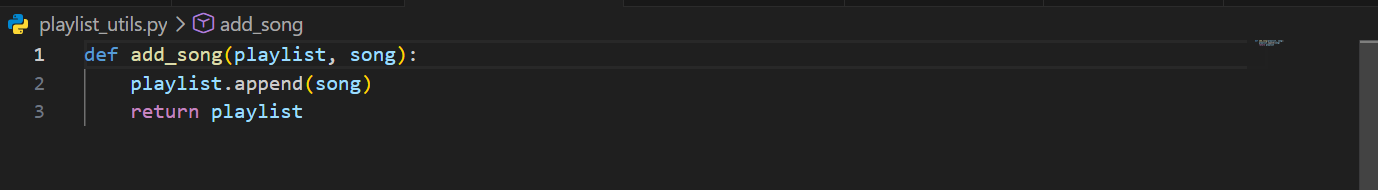 playlist_utils.py > add_song
1 def add_song(playlist, song):
2     playlist.append(song)
3     return playlist